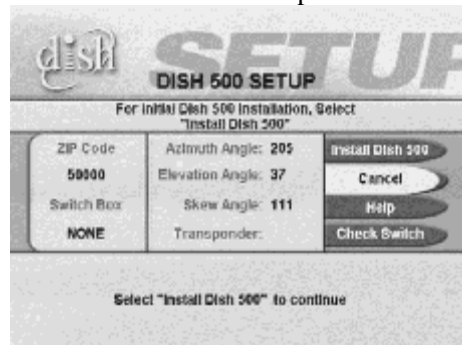 dish
SETUP
DISH 500 SETUP
For Initial Dish 500 Installation, Select
"Install Dish 500"
ZIP Code
50000
Switch Box
NONE
Azimuth Angle: 205
Elevation Angle: 37
Skew Angle: 111
Transponder:
Install Dish 500
Cancel
Help
Check Switch
Select "Install Dish 500" to continue